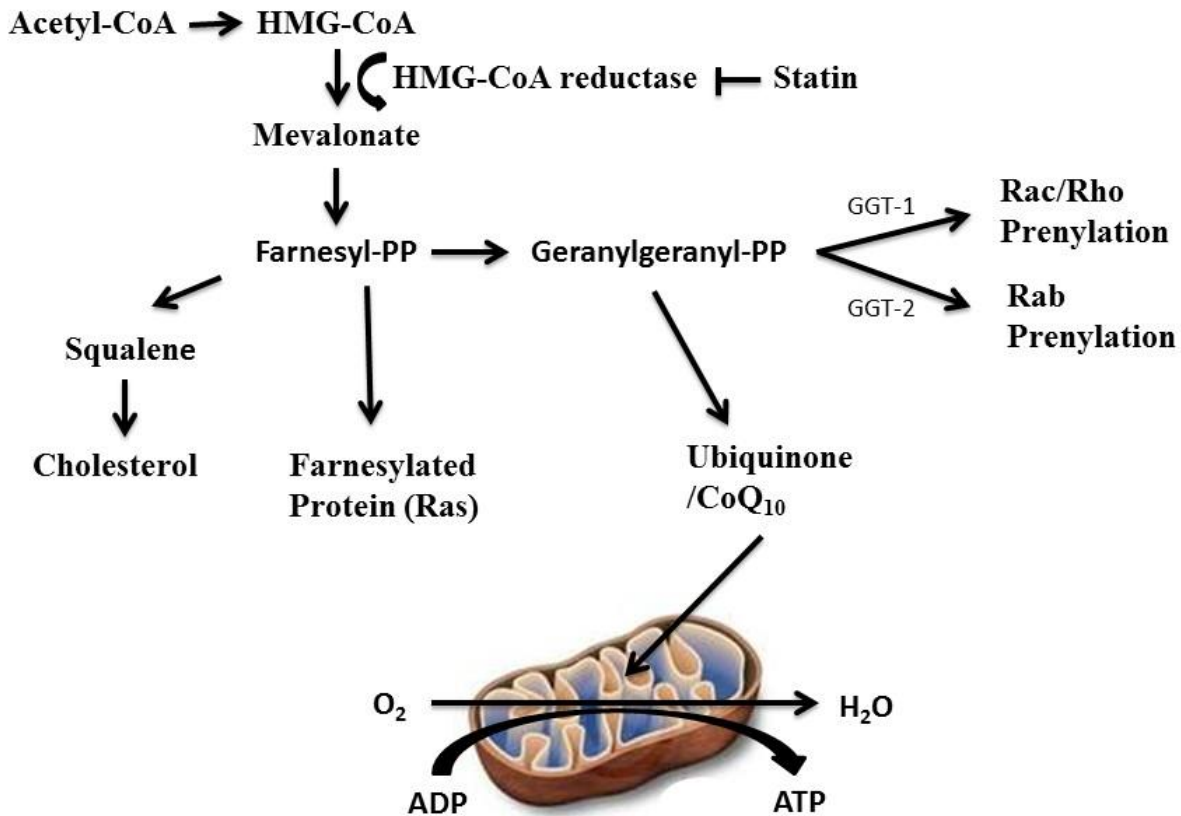 Acetyl-CoA HMG-CoA
HMG-CoA reductase Statin
Mevalonate
Farnesyl-PP Geranylgeranyl-PP
GGT-1
Rac/Rho
Prenylation
GGT-2
Rab
Prenylation
Squalene
Cholesterol
Farnesylated
Protein (Ras)
Ubiquinone
/CoQ₁₀
O₂ H₂O
ADP ATP